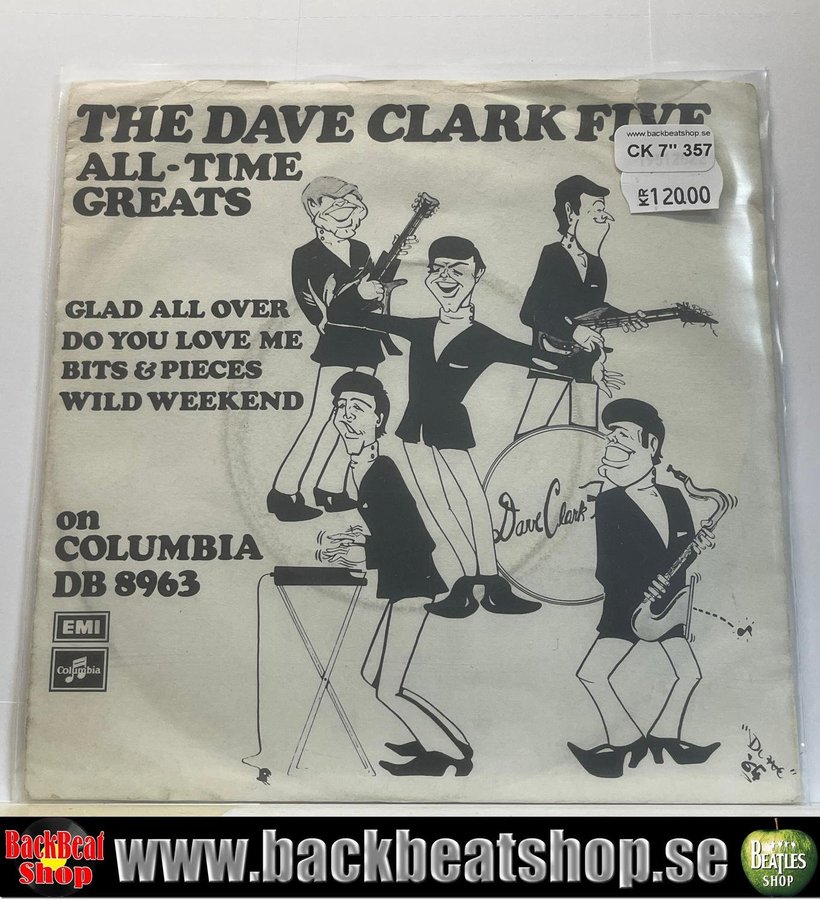 THE DAVE CLARK FIVE
www.backbeatshop.se
CK 7" 357
KR 120.00
ALL-TIME
GREATS
GLAD ALL OVER
DO YOU LOVE ME
BITS & PIECES
WILD WEEKEND
Dave Clark
on
COLUMBIA
DB 8963
EMI
Columbia
BackBeat
Shop
www.backbeatshop.se
BEATLES
SHOP